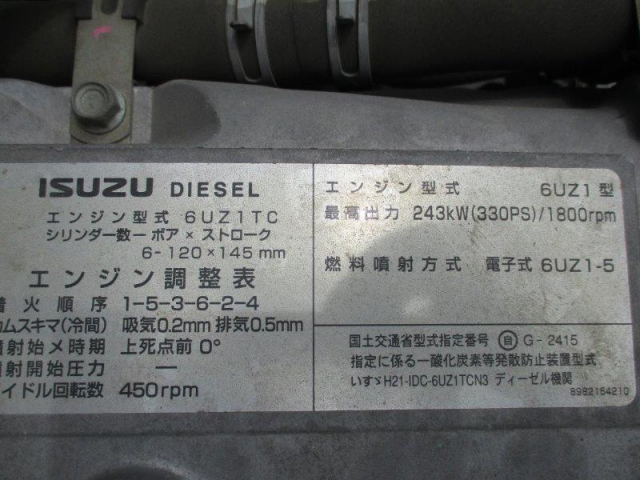 ISUZU DIESEL
エンジン型式 6UZ1TC
シリンダー数ーボア×ストローク
6-120×145mm
エンジン調整表
着火順序 1-5-3-6-2-4
カムスキマ(冷間) 吸気0.2mm 排気0.5mm
噴射始メ時期 上死点前 0°
噴射開始圧力 ―
アイドル回転数 450rpm
エンジン型式 6UZ1型
最高出力 243kW(330PS)/1800rpm
燃料噴射方式 電子式 6UZ1-5
国土交通省型式指定番号 自 G-2415
指定に係る一酸化炭素等発散防止装置型式
いすゞH21-IDC-6UZ1TCN3 ディーゼル機関
8982154210